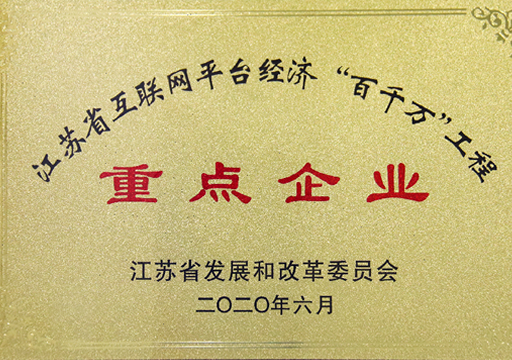 江苏省互联网平台经济“百千万”工程
重点企业
江苏省发展和改革委员会
二〇二〇年六月